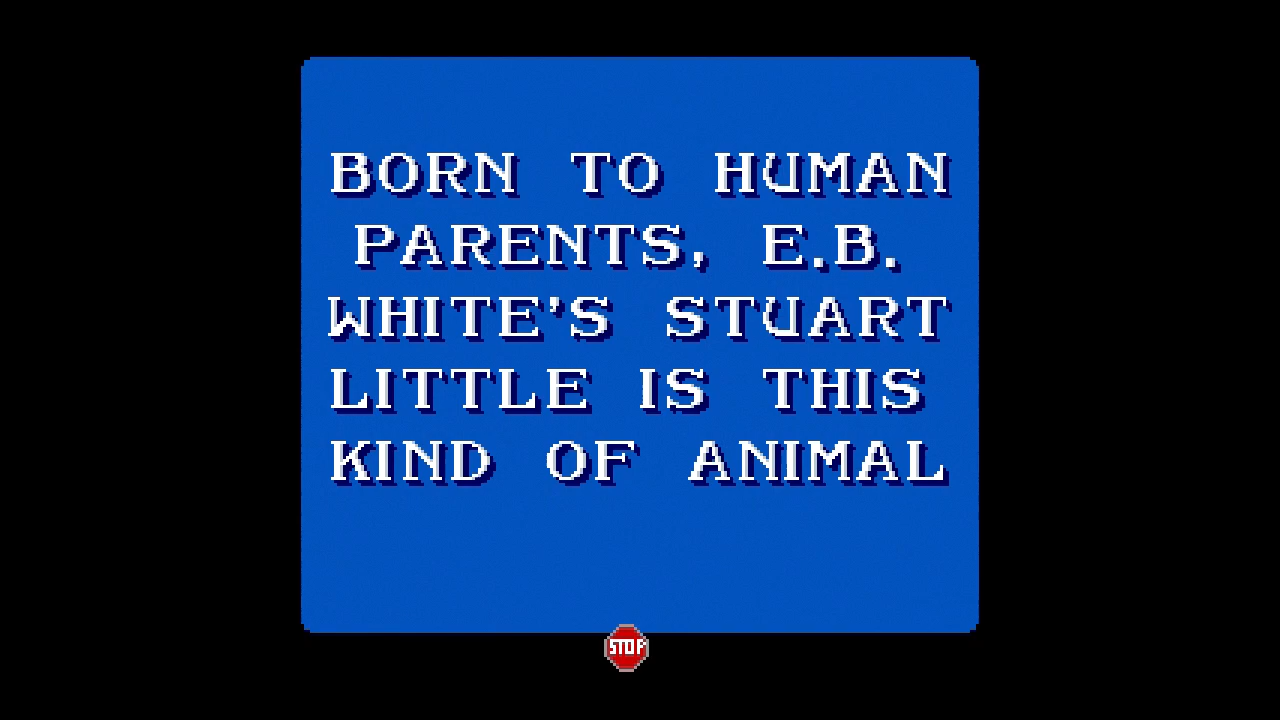 BORN TO HUMAN
PARENTS, E.B.
WHITE'S STUART
LITTLE IS THIS
KIND OF ANIMAL
STOP